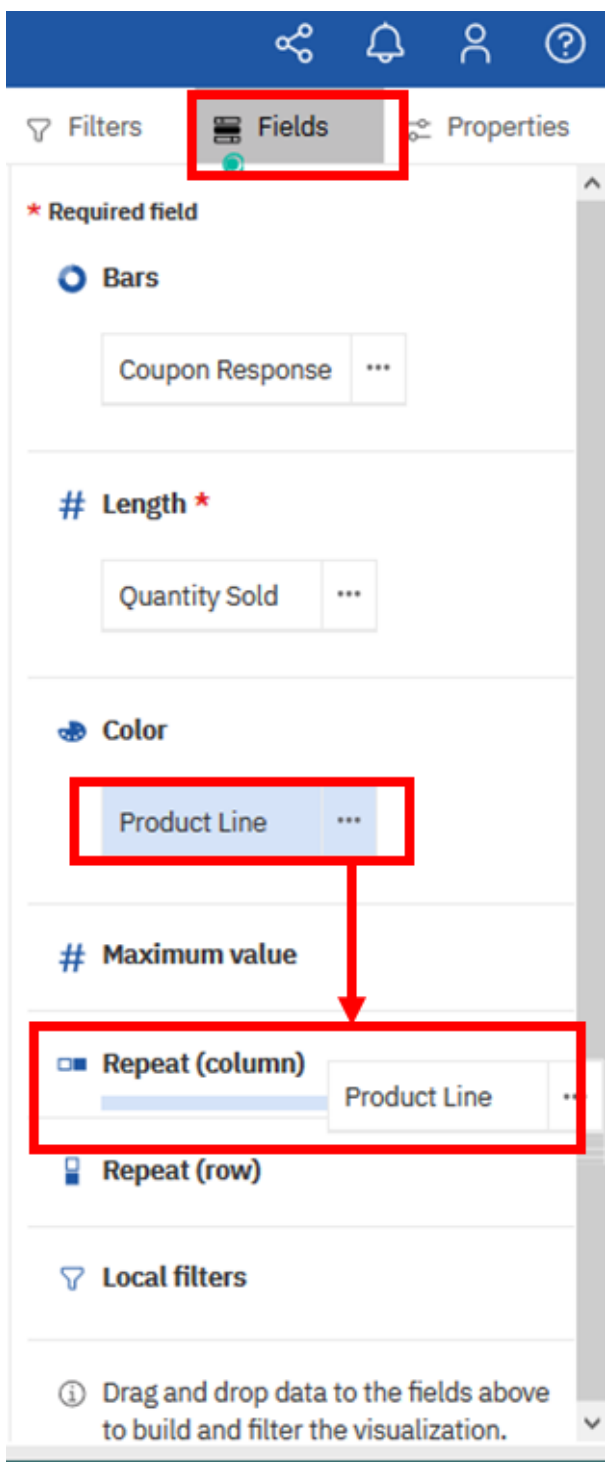 Filters Fields Properties
* Required field
Bars
Coupon Response ...
# Length *
Quantity Sold ...
Color
Product Line ...
# Maximum value
Repeat (column)
Product Line ...
Repeat (row)
Local filters
Drag and drop data to the fields above
to build and filter the visualization.